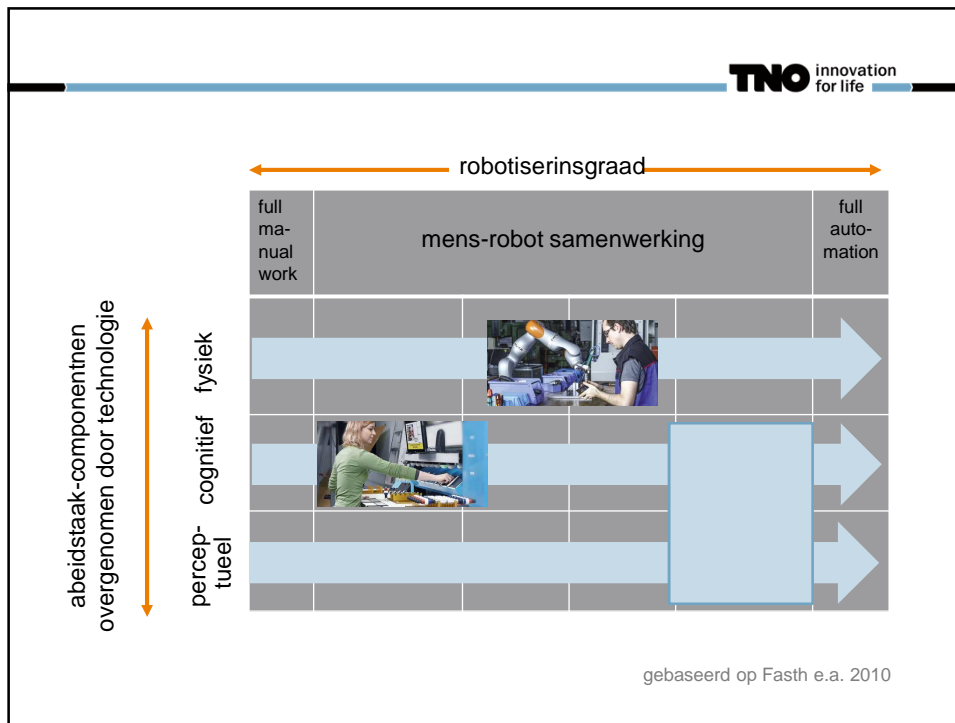 TNO innovation
for life
robotiserinsgraad
full
ma-
nual
work
mens-robot samenwerking
full
auto-
mation
abeidstaak-componentnen
overgenomen door technologie
fysiek
cognitief
percep-
tueel
gebaseerd op Fasth e.a. 2010